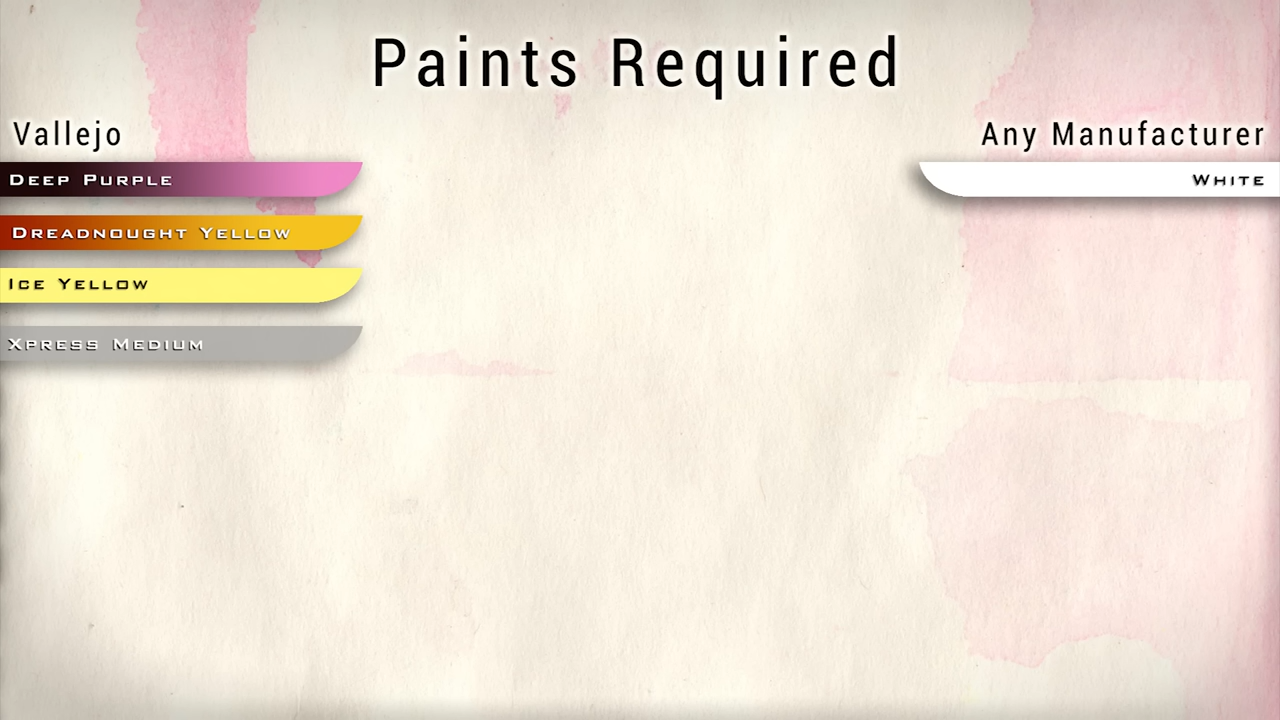 Paints Required
Vallejo
Deep Purple
Dreadnought Yellow
Ice Yellow
Xpress Medium
Any Manufacturer
White